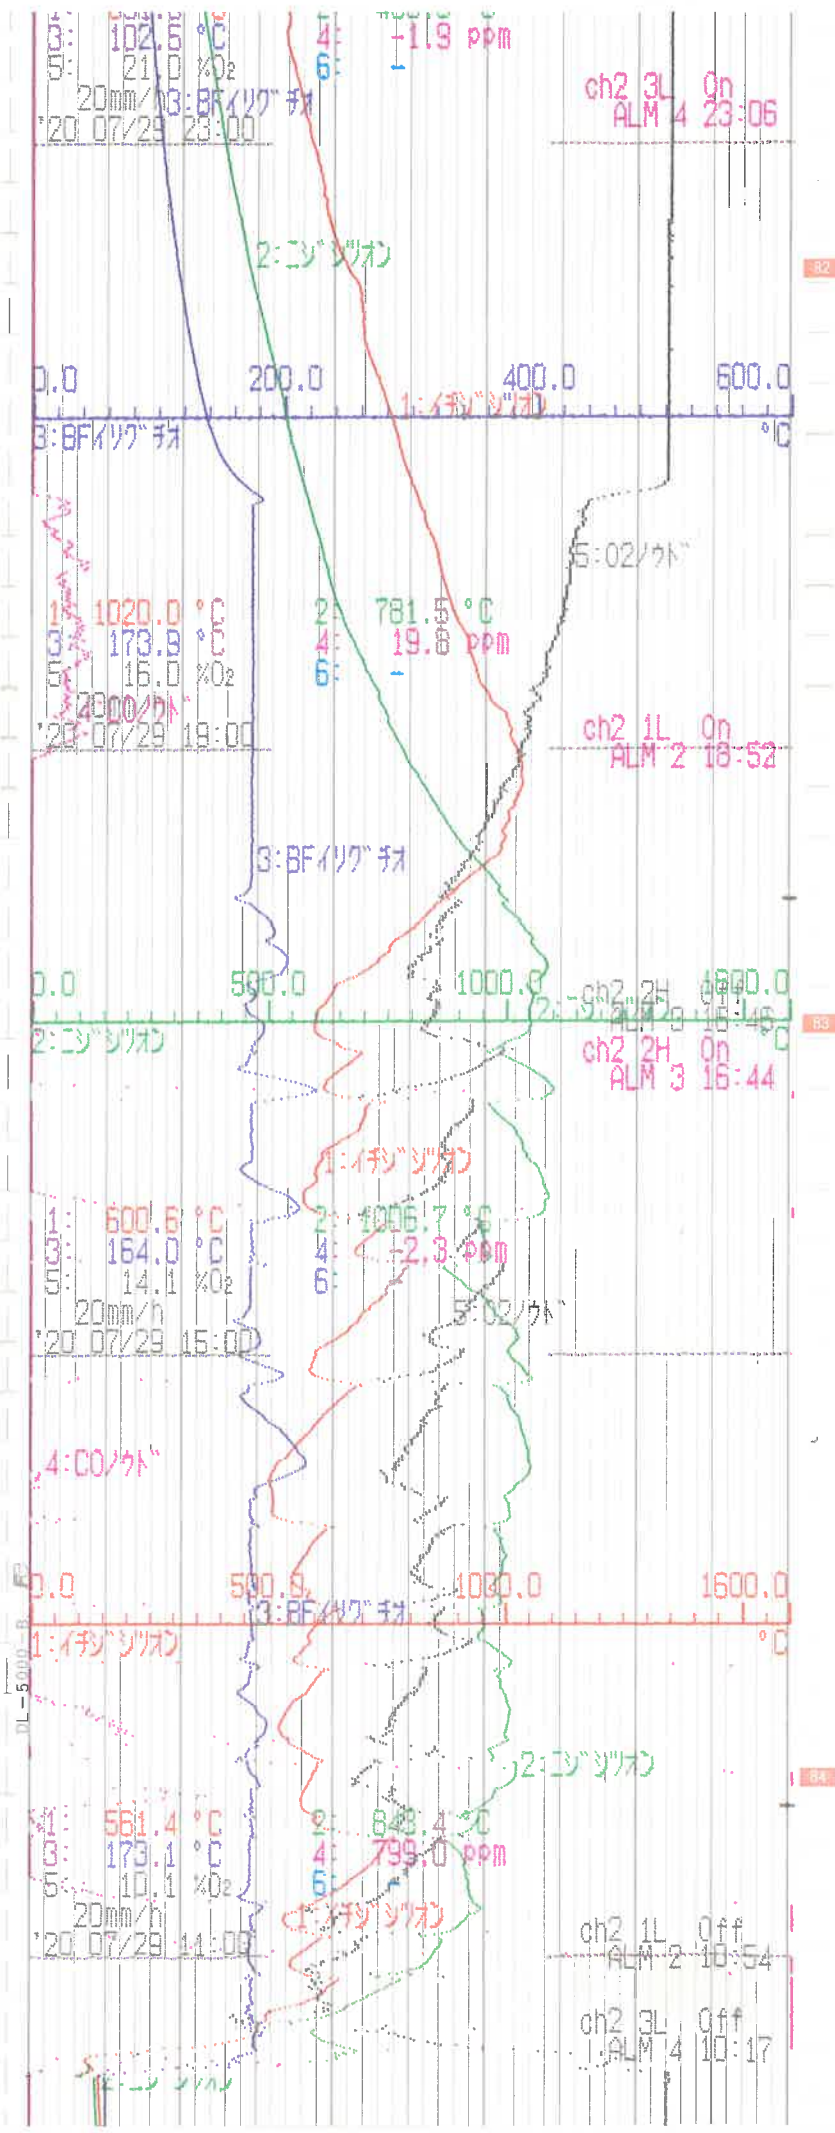 3: 102.6 °C
4: -1.9 ppm
5: 21.0 %O₂
6: -
20mm/h
3:BFイリグチオ
'20 07/29 23:00
ch2 3L On
ALM 4 23:06
2:ニジシツオン
82
0.0 200.0 400.0 600.0
1:イチジシツオン
3:BFイリグチオ
°C
5:O2ノウド
1: 1020.0 °C
2: 781.5 °C
3: 173.9 °C
4: 19.8 ppm
5: 16.0 %O₂
6: -
20mm/h
4:COノウド
'20 07/29 19:00
ch2 1L On
ALM 2 18:52
3:BFイリグチオ
0.0 500.0 1000.0 1600.0
ch2 2H Off
2:ニジシツオン
°C
83
ch2 2H On
ALM 3 16:44
1:イチジシツオン
1: 600.6 °C
2: 1006.7 °C
3: 164.0 °C
4: -2.3 ppm
5: 14.1 %O₂
6: -
20mm/h
5:O2ノウド
'20 07/29 15:00
4:COノウド
0.0 500.0 1000.0 1600.0
3:BFイリグチオ
1:イチジシツオン
°C
DL-5000-B
2:ニジシツオン
84
1: 561.4 °C
2: 848.4 °C
3: 173.1 °C
4: 799.0 ppm
5: 10.1 %O₂
6: -
20mm/h
1:イチジシツオン
'20 07/29 11:00
ch2 1L Off
ALM 2 10:54
ch2 3L Off
ALM 4 10:17